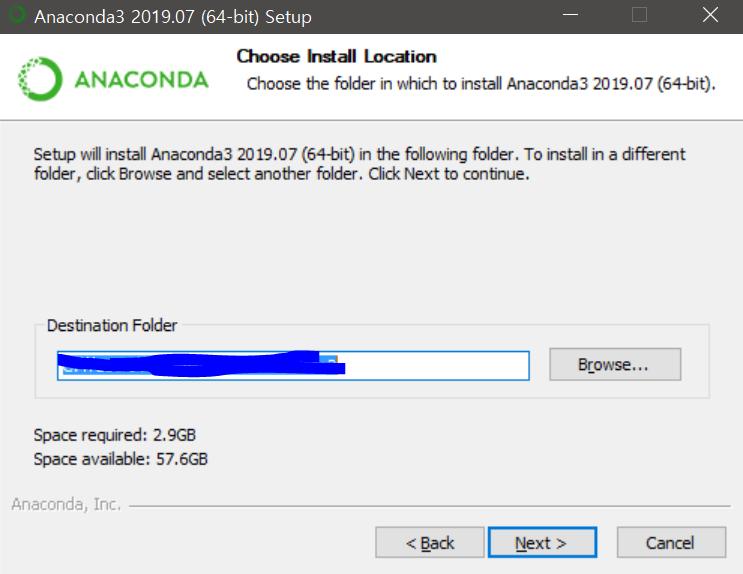 Anaconda3 2019.07 (64-bit) Setup
Choose Install Location
ANACONDA
Choose the folder in which to install Anaconda3 2019.07 (64-bit).
Setup will install Anaconda3 2019.07 (64-bit) in the following folder. To install in a different
folder, click Browse and select another folder. Click Next to continue.
Destination Folder
Browse...
Space required: 2.9GB
Space available: 57.6GB
Anaconda, Inc.
< Back
Next >
Cancel